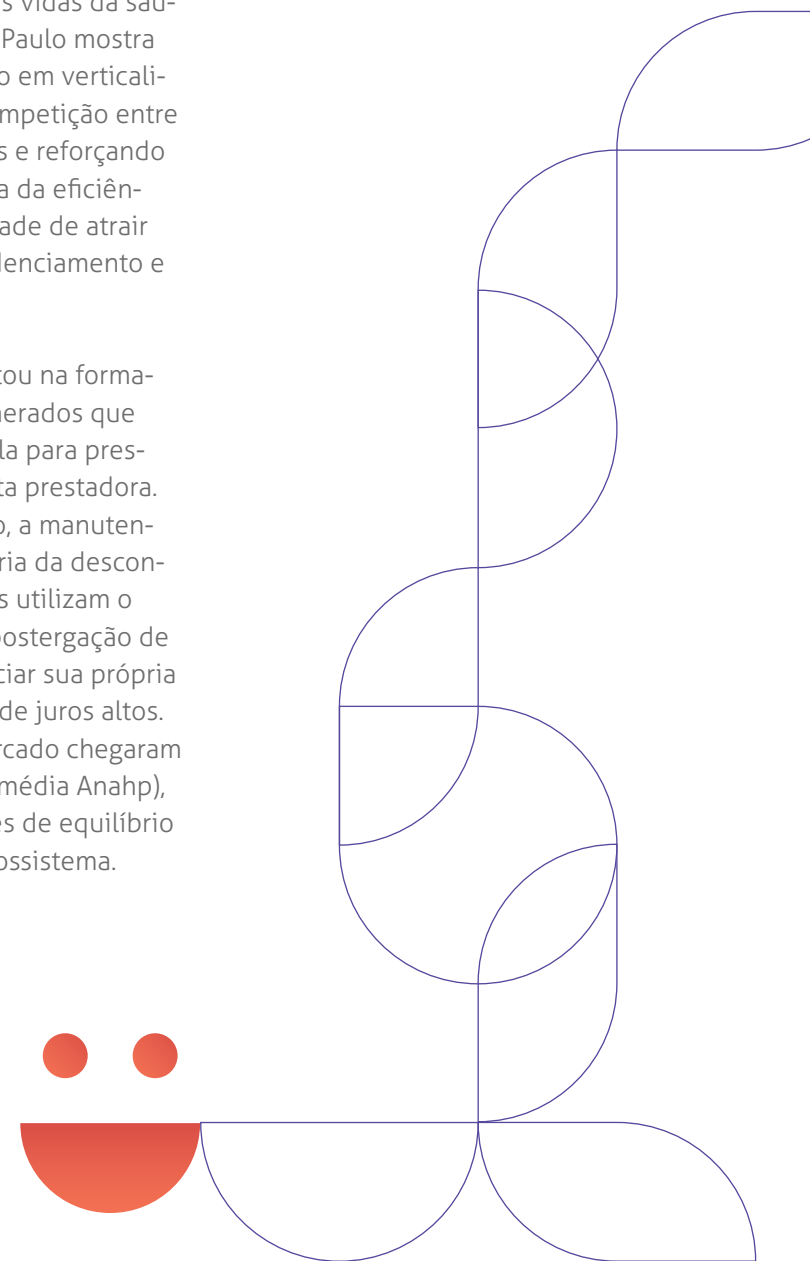 s vidas da saú-
Paulo mostra
o em verticali-
mpetição entre
s e reforçando
a da eficiên-
ade de atrair
denciamento e
tou na forma-
nerados que
la para pres-
ta prestadora.
o, a manuten-
ria da descon-
s utilizam o
postergação de
ciar sua própria
de juros altos.
rcado chegaram
média Anahp),
es de equilíbrio
ossistema.